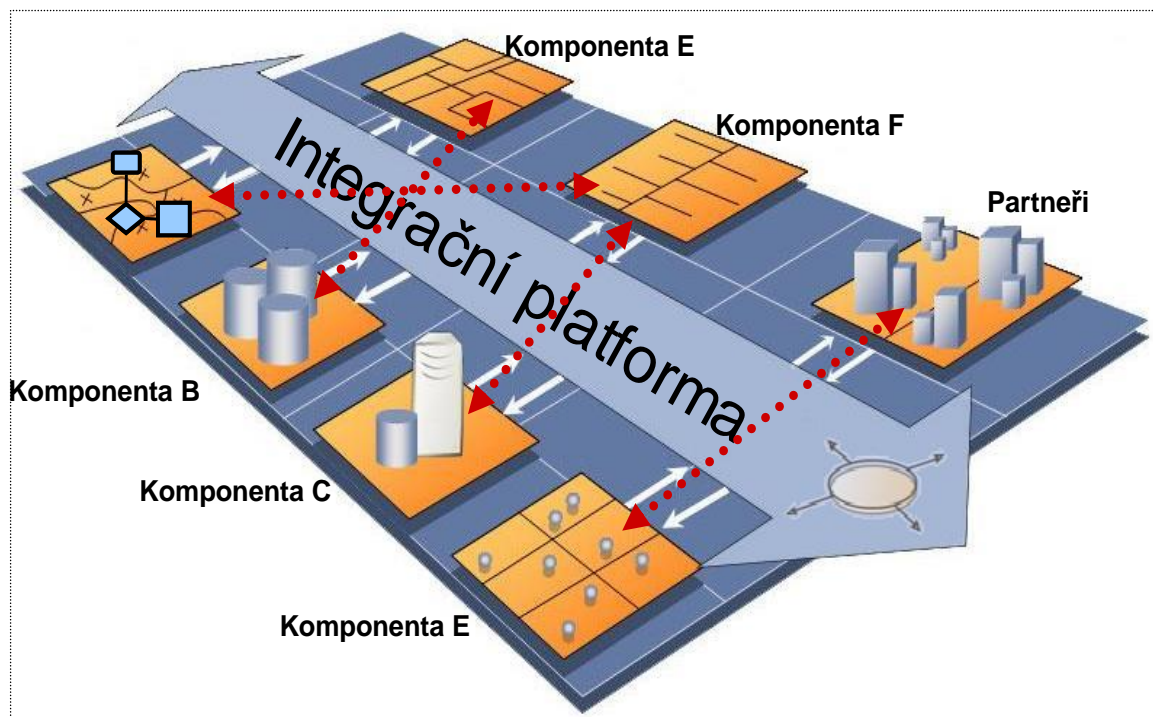 Komponenta E
Komponenta F
Partneři
Integrační platforma
Komponenta B
Komponenta C
Komponenta E